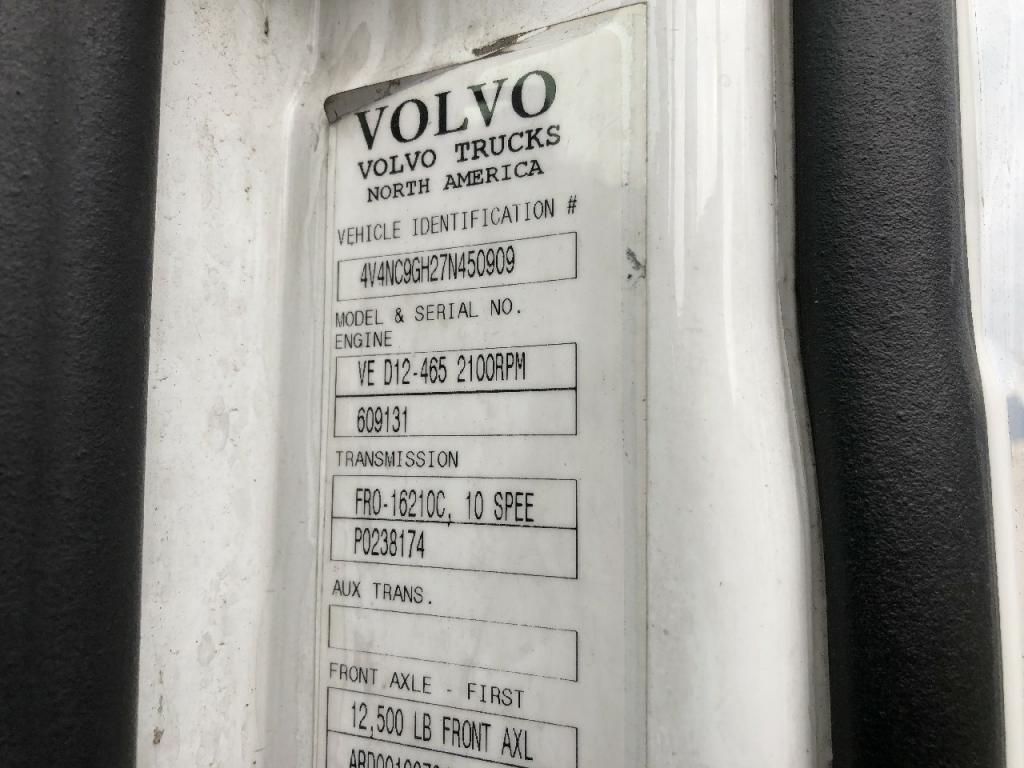 VOLVO
VOLVO TRUCKS
NORTH AMERICA
VEHICLE IDENTIFICATION #
4V4NC9GH27N450909
MODEL & SERIAL NO.
ENGINE
VE D12-465 2100RPM
609131
TRANSMISSION
FRO-16210C, 10 SPEE
P0238174
AUX TRANS.
FRONT AXLE - FIRST
12,500 LB FRONT AXL